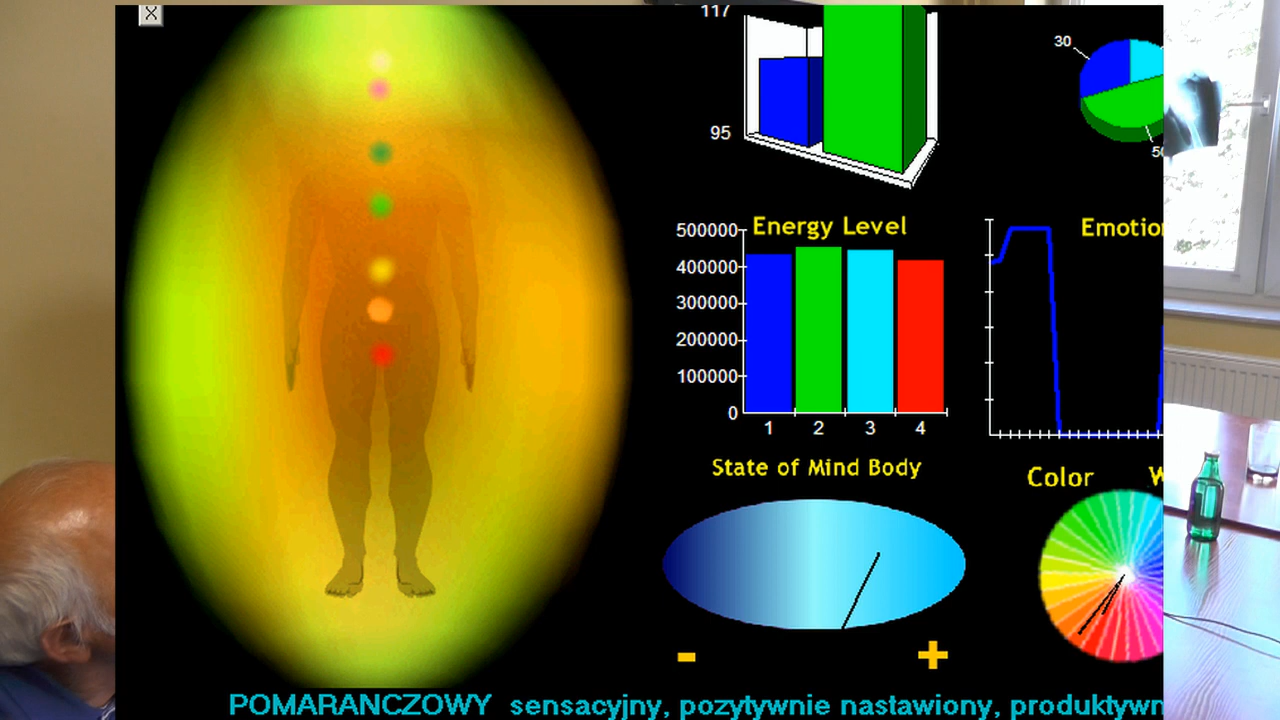 X
117
95
30
Energy Level
500000
400000
300000
200000
100000
0
1 2 3 4
State of Mind Body
Color
- +
POMARANCZOWY sensacyjny, pozytywnie nastawiony,